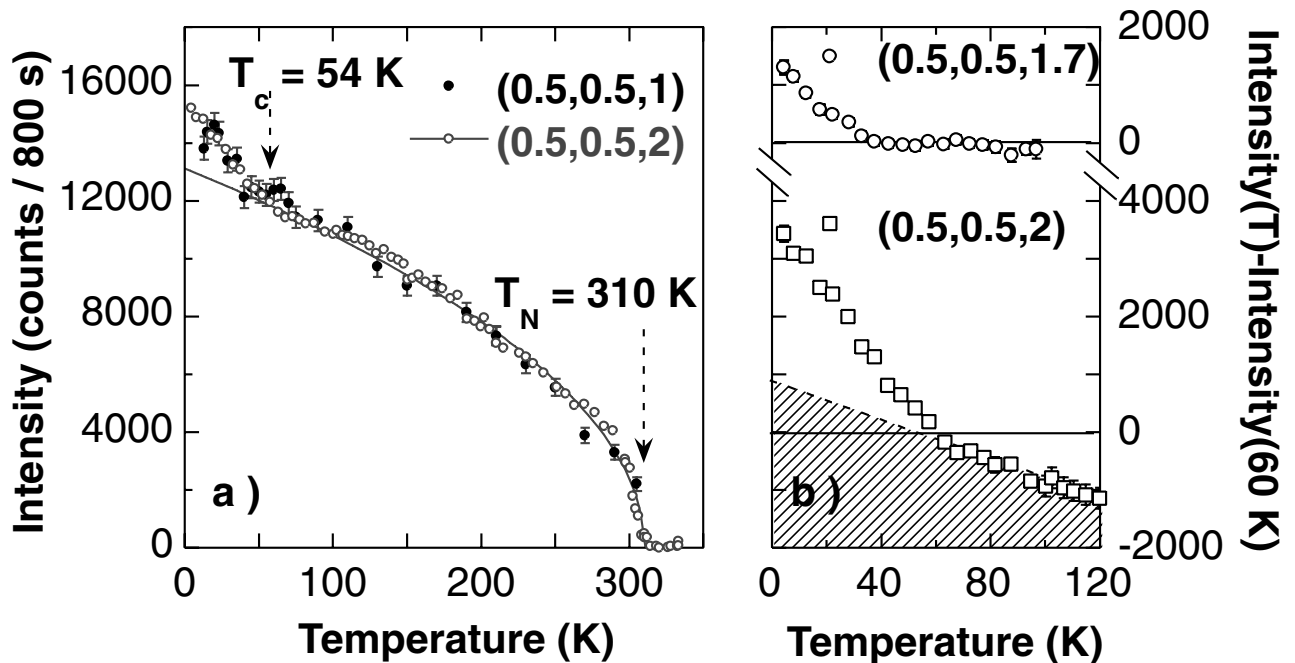 Intensity (counts / 800 s)
16000
12000
8000
4000
0
T_c = 54 K
(0.5,0.5,1)
(0.5,0.5,2)
T_N = 310 K
a )
0 100 200 300
Temperature (K)
(0.5,0.5,1.7)
(0.5,0.5,2)
b )
2000
0
4000
2000
0
-2000
0 40 80 120
Temperature (K)
Intensity(T)-Intensity(60 K)